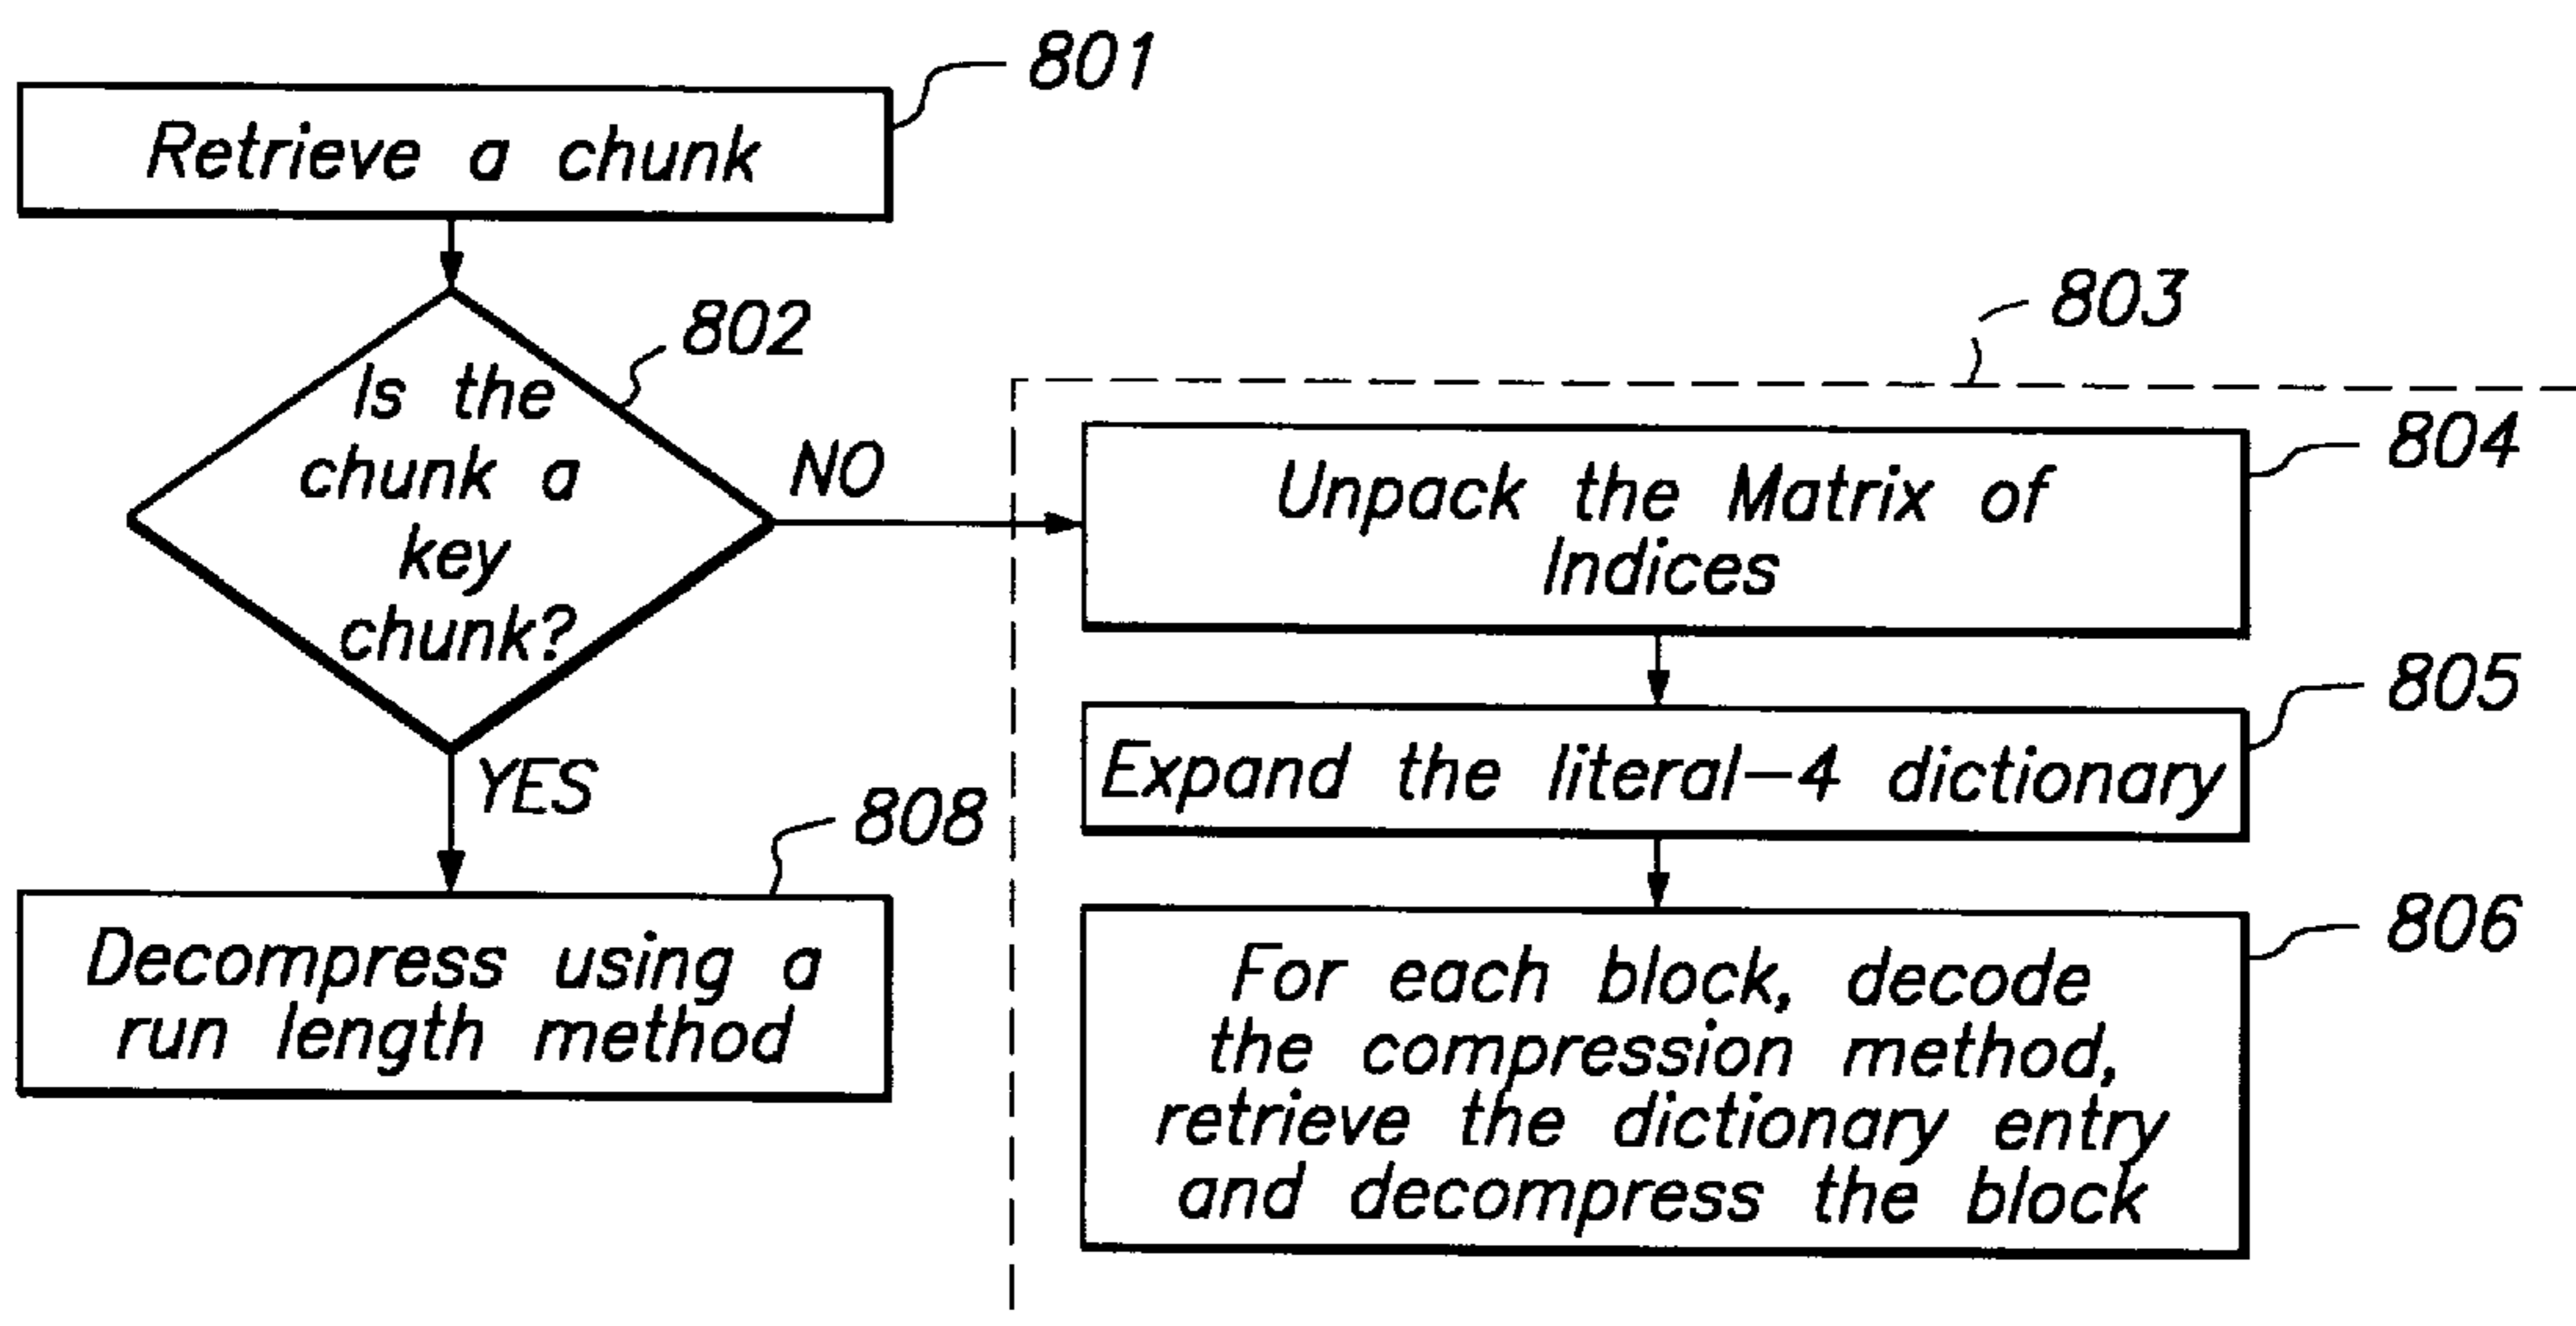 801
Retrieve a chunk
802
Is the
chunk a
key
chunk?
NO
YES
808
Decompress using a
run length method
803
804
Unpack the Matrix of
Indices
805
Expand the literal-4 dictionary
806
For each block, decode
the compression method,
retrieve the dictionary entry
and decompress the block